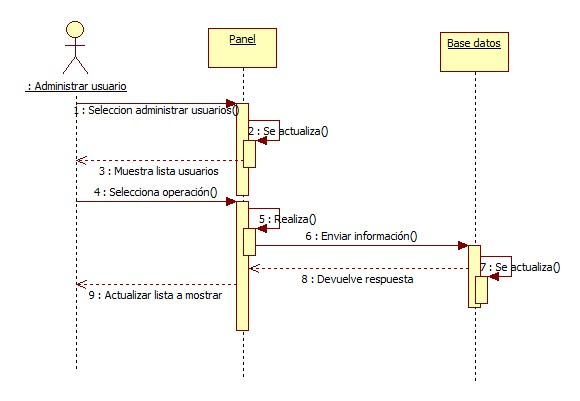 Panel
Base datos
: Administrar usuario
1 : Seleccion administrar usuarios()
2 : Se actualiza()
3 : Muestra lista usuarios
4 : Selecciona operación()
5 : Realiza()
6 : Enviar información()
7 : Se actualiza()
8 : Devuelve respuesta
9 : Actualizar lista a mostrar